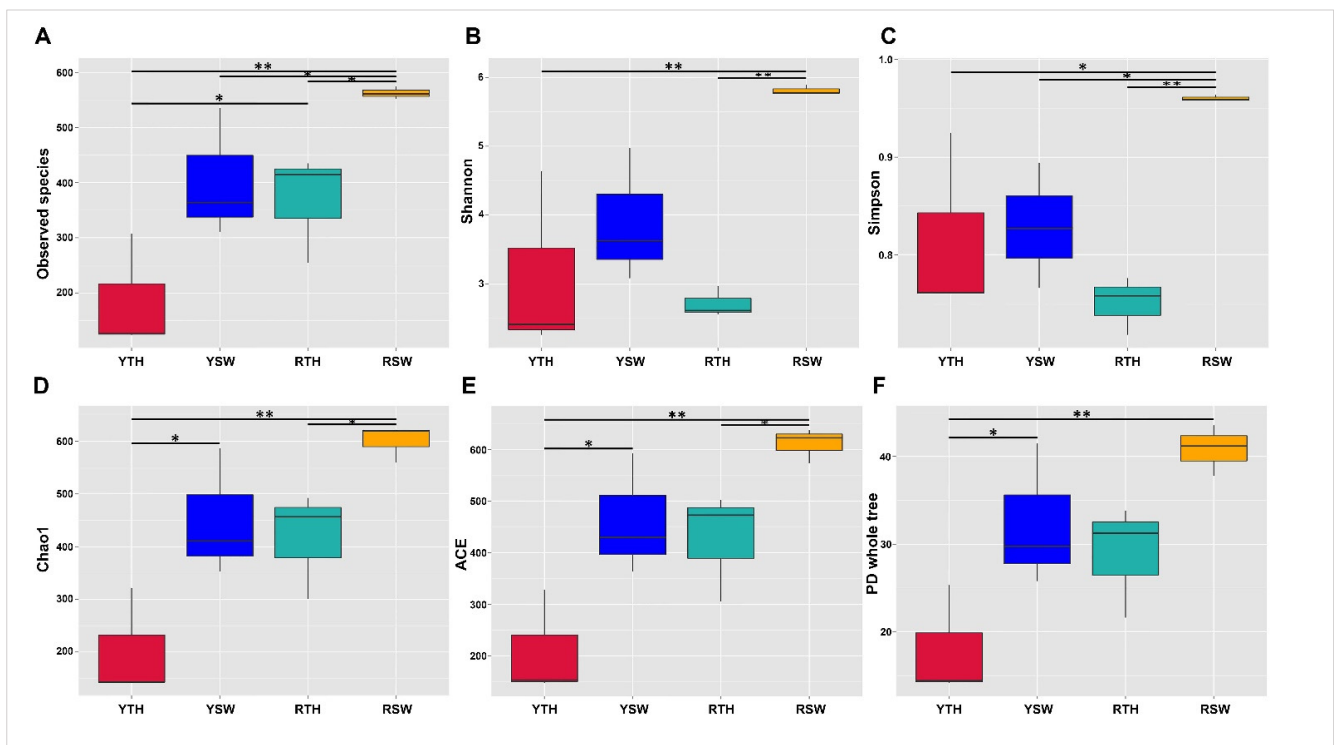 A
Observed species
600
500
400
300
200
**
*
*
*
YTH YSW RTH RSW
B
Shannon
6
5
4
3
**
**
YTH YSW RTH RSW
C
Simpson
1.0
0.9
0.8
*
*
**
YTH YSW RTH RSW
D
Chao1
600
500
400
300
200
**
*
*
YTH YSW RTH RSW
E
ACE
600
500
400
300
200
**
*
*
YTH YSW RTH RSW
F
PD whole tree
40
30
20
**
*
YTH YSW RTH RSW